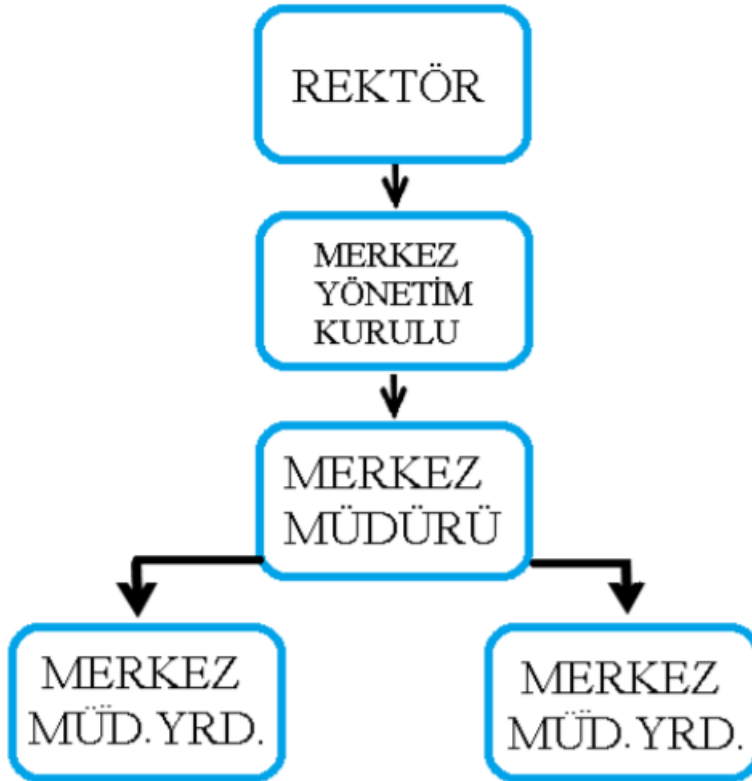 REKTÖR
MERKEZ
YÖNETİM
KURULU
MERKEZ
MÜDÜRÜ
MERKEZ
MÜD.YRD.
MERKEZ
MÜD.YRD.